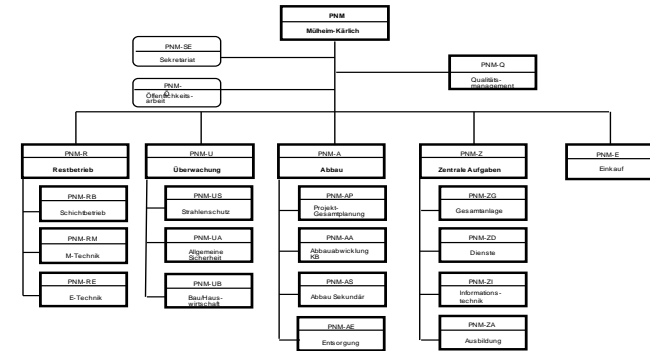 PNM
Mülheim-Kärlich
PNM-SE
Sekretariat
PNM-Q
Qualitäts-
management
PNM-
Öffentlichkeits-
arbeit
PNM-R
Restbetrieb
PNM-U
Überwachung
PNM-A
Abbau
PNM-Z
Zentrale Aufgaben
PNM-E
Einkauf
PNM-RB
Schichtbetrieb
PNM-US
Strahlenschutz
PNM-AP
Projekt-
Gesamtplanung
PNM-ZG
Gesamtanlage
PNM-RM
M-Technik
PNM-UA
Allgemeine
Sicherheit
PNM-AA
Abbauabwicklung
KB
PNM-ZD
Dienste
PNM-RE
E-Technik
PNM-UB
Bau/Haus-
wirtschaft
PNM-AS
Abbau Sekundär
PNM-ZI
Informations-
technik
PNM-AE
Entsorgung
PNM-ZA
Ausbildung